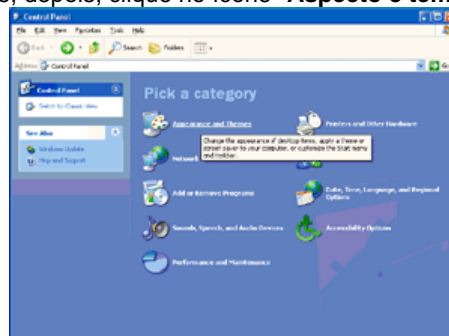 o, depois, clique no ícone "Aspecto e tem
Control Panel
File Edit View Favorites Tools Help
Back Search Folders
Address Control Panel Go
Control Panel
Switch to Classic View
See Also
Windows Update
Help and Support
Pick a category
Appearance and Themes
Printers and Other Hardware
Change the appearance of desktop items, apply a theme or
screen saver to your computer, or customize the Start menu
and taskbar.
Network
Add or Remove Programs
Date, Time, Language, and Regional
Options
Sounds, Speech, and Audio Devices
Accessibility Options
Performance and Maintenance